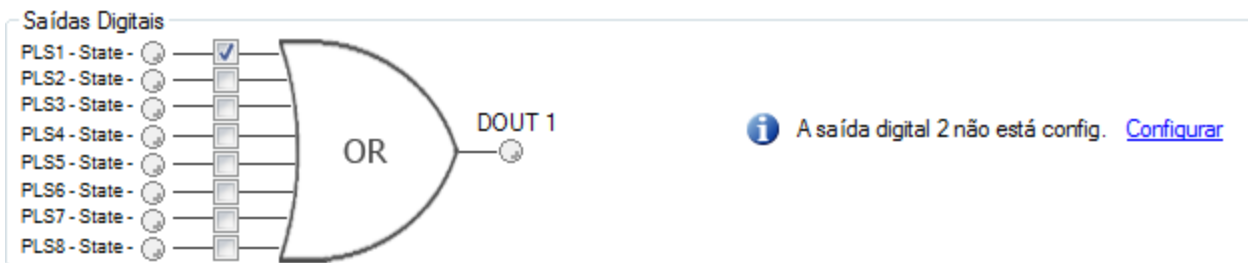 Saídas Digitais
PLS1 - State -
PLS2 - State -
PLS3 - State -
PLS4 - State -
PLS5 - State -
PLS6 - State -
PLS7 - State -
PLS8 - State -
OR
DOUT 1
A saída digital 2 não está config. Configurar